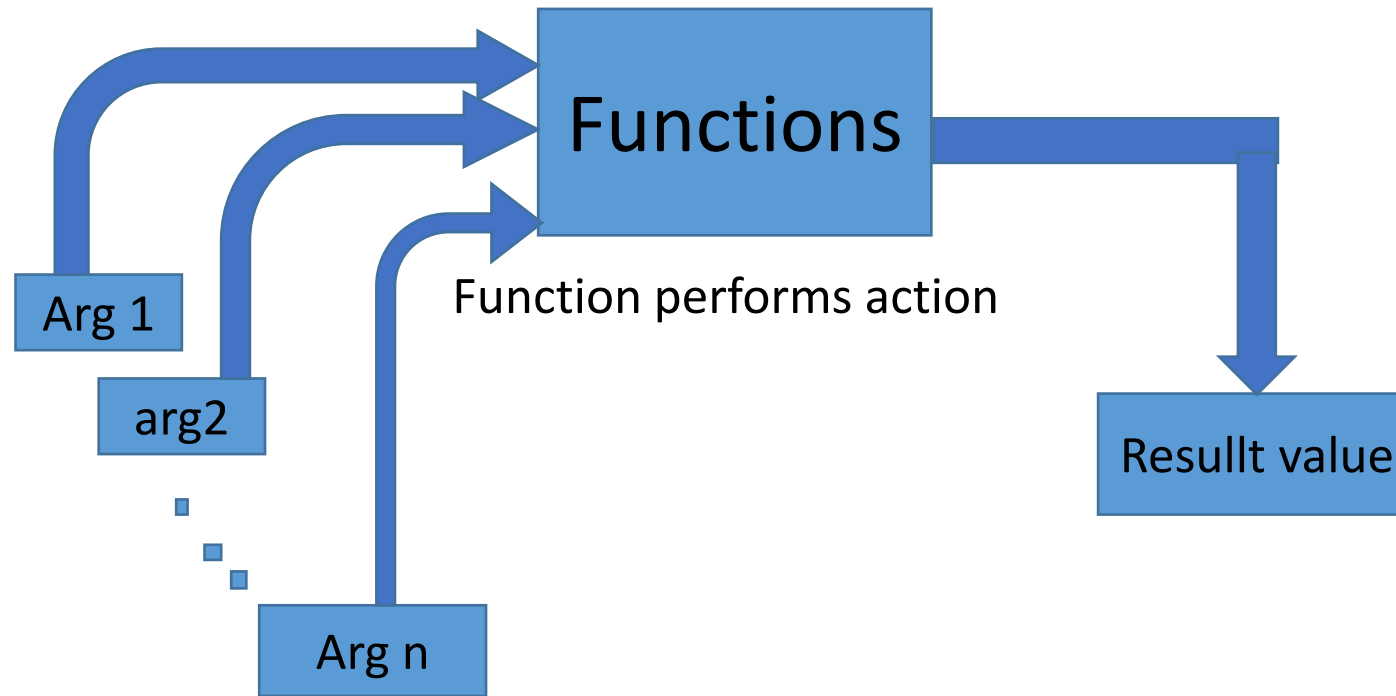 Functions
Function performs action
Arg 1
arg2
Arg n
Resullt value